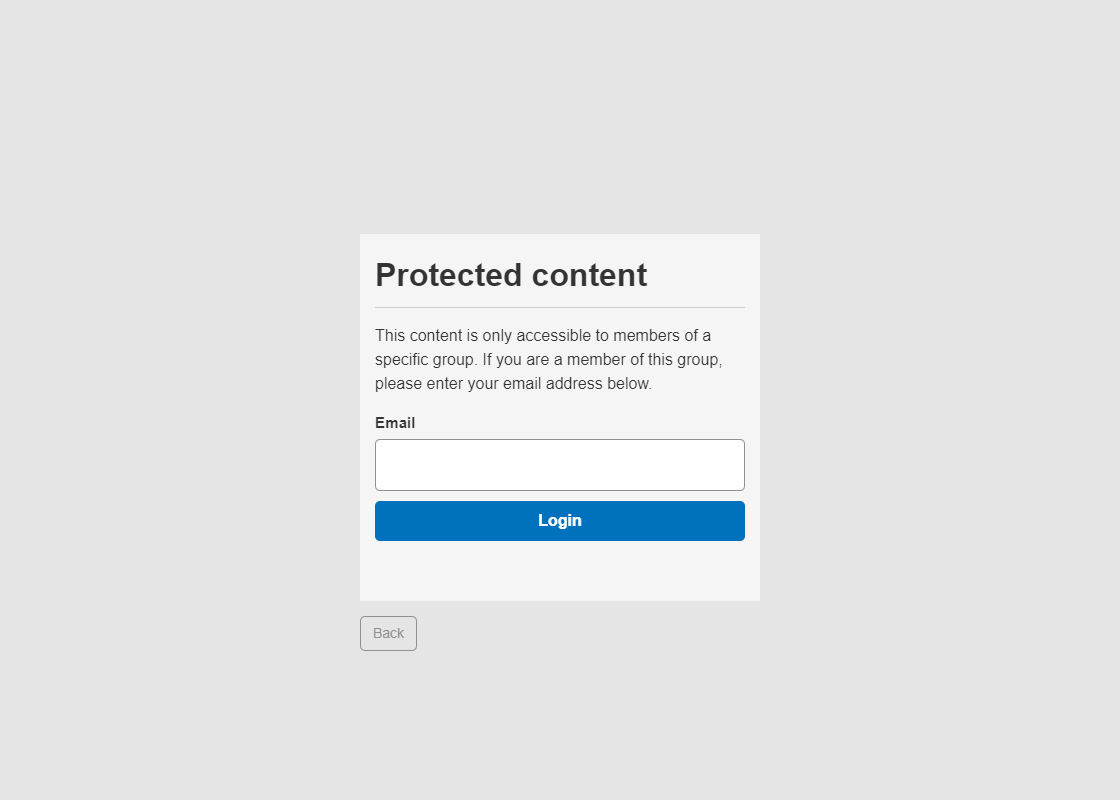 Protected content
This content is only accessible to members of a
specific group. If you are a member of this group,
please enter your email address below.
Email
Login
Back